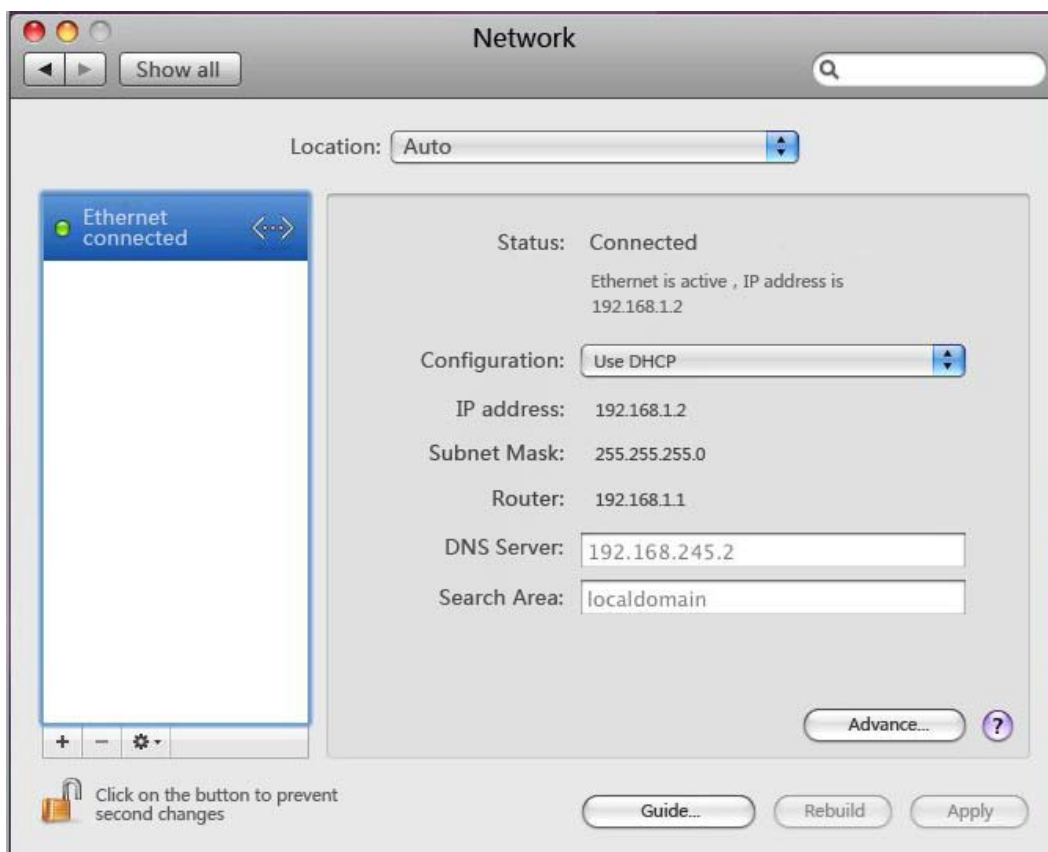 Network
Show all
Location: Auto
Ethernet
connected
Status: Connected
Ethernet is active , IP address is
192.168.1.2
Configuration: Use DHCP
IP address: 192.168.1.2
Subnet Mask: 255.255.255.0
Router: 192.168.1.1
DNS Server: 192.168.245.2
Search Area: localdomain
Advance... ?
Click on the button to prevent
second changes
Guide... Rebuild Apply